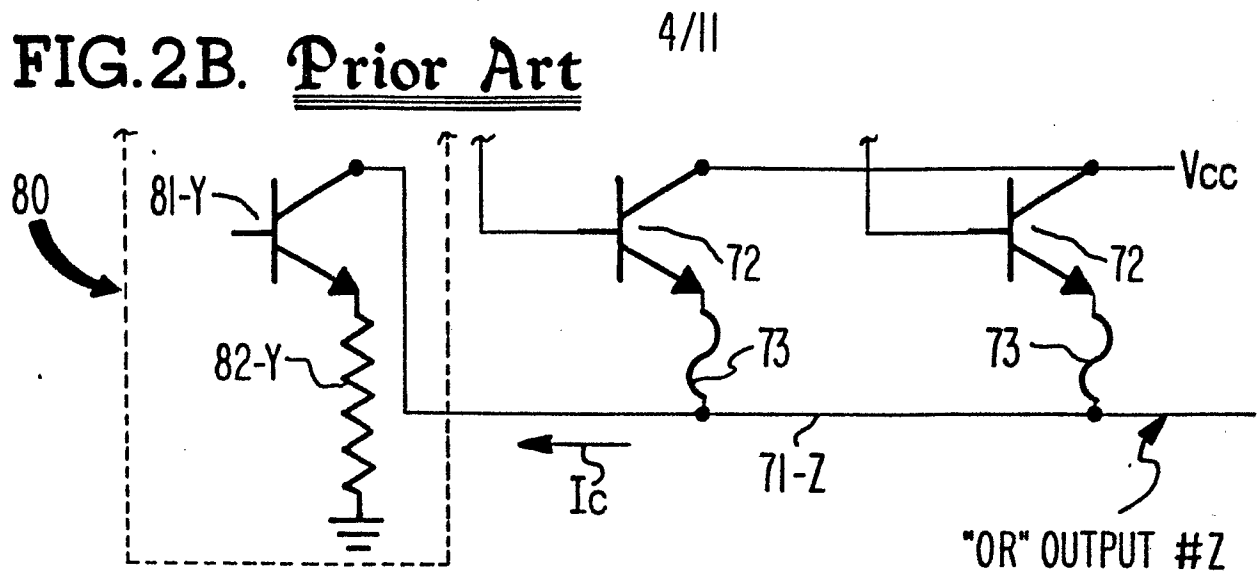 4/11
FIG.2B. Prior Art
80
81-Y
72
72
Vcc
82-Y
73
73
Ic
71-Z
"OR" OUTPUT #Z